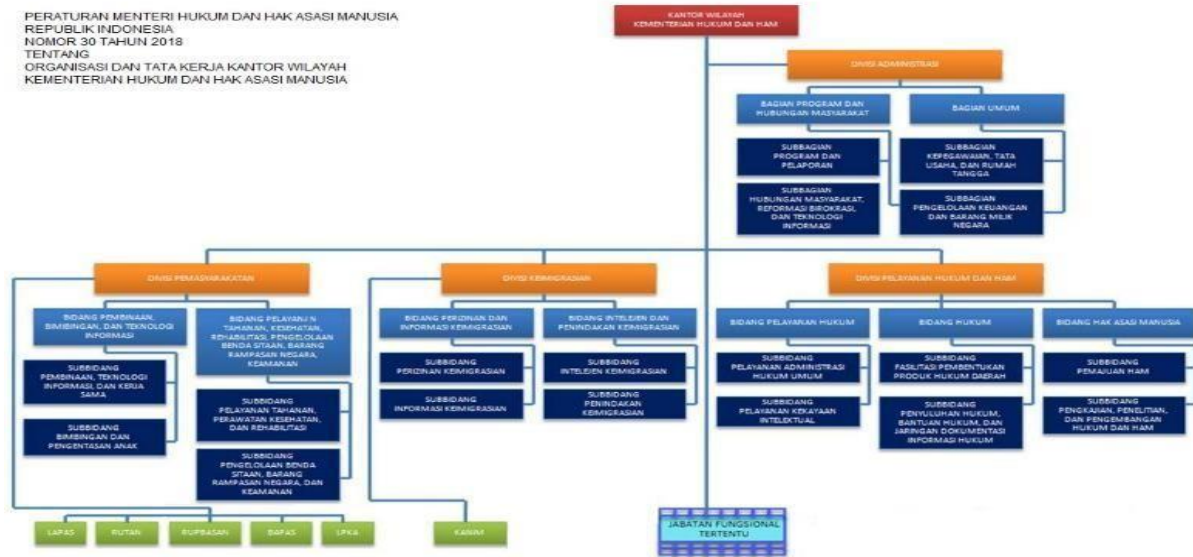 PERATURAN MENTERI HUKUM DAN HAK ASASI MANUSIA
REPUBLIK INDONESIA
NOMOR 30 TAHUN 2018
TENTANG
ORGANISASI DAN TATA KERJA KANTOR WILAYAH
KEMENTERIAN HUKUM DAN HAK ASASI MANUSIA
KANTOR WILAYAH
KEMENTERIAN HUKUM DAN HAM
DIVISI ADMINISTRASI
BAGIAN PROGRAM DAN
HUBUNGAN MASYARAKAT
BAGIAN UMUM
SUBBAGIAN
PROGRAM DAN
PELAPORAN
SUBBAGIAN
KEPEGAWAIAN, TATA
USAHA, DAN RUMAH
TANGGA
SUBBAGIAN
HUBUNGAN MASYARAKAT,
REFORMASI BIROKRASI,
DAN TEKNOLOGI
INFORMASI
SUBBAGIAN
PENGELOLAAN KEUANGAN
DAN BARANG MILIK
NEGARA
DIVISI PEMASYARAKATAN
DIVISI KEIMIGRASIAN
DIVISI PELAYANAN HUKUM DAN HAM
BIDANG PEMBINAAN,
BIMBINGAN, DAN TEKNOLOGI
INFORMASI
BIDANG PELAYANJ N
TAHANAN, KESEHATAN,
REHABILITASI, PENGELOLAAN
BENDA SITAAN, BARANG
RAMPASAN NEGARA,
KEAMANAN
BIDANG PERIZINAN DAN
INFORMASI KEIMIGRASIAN
BIDANG INTELEJEN DAN
PENINDAKAN KEIMIGRASIAN
BIDANG PELAYANAN HUKUM
BIDANG HUKUM
BIDANG HAK ASASI MANUSIA
SUBBIDANG
PEMBINAAN, TEKNOLOGI
INFORMASI, DAN KERJA
SAMA
SUBBIDANG
PERIZINAN KEIMIGRASIAN
SUBBIDANG
INTELEJEN KEIMIGRASIAN
SUBBIDANG
PELAYANAN ADMINISTRASI
HUKUM UMUM
SUBBIDANG
FASILITASI PEMBENTUKAN
PRODUK HUKUM DAERAH
SUBBIDANG
PEMAJUAN HAM
SUBBIDANG
BIMBINGAN DAN
PENGENTASAN ANAK
SUBBIDANG
PELAYANAN TAHANAN,
PERAWATAN KESEHATAN,
DAN REHABILITASI
SUBBIDANG
INFORMASI KEIMIGRASIAN
SUBBIDANG
PENINDAKAN
KEIMIGRASIAN
SUBBIDANG
PELAYANAN KEKAYAAN
INTELEKTUAL
SUBBIDANG
PENYULUHAN HUKUM,
BANTUAN HUKUM, DAN
JARINGAN DOKUMENTASI
INFORMASI HUKUM
SUBBIDANG
PENGKAJIAN, PENELITIAN,
DAN PENGEMBANGAN
HUKUM DAN HAM
SUBBIDANG
PENGELOLAAN BENDA
SITAAN, BARANG
RAMPASAN NEGARA, DAN
KEAMANAN
LAPAS
RUTAN
RUPBASAN
BAPAS
LPKA
KANIM
JABATAN FUNGSIONAL
TERTENTU